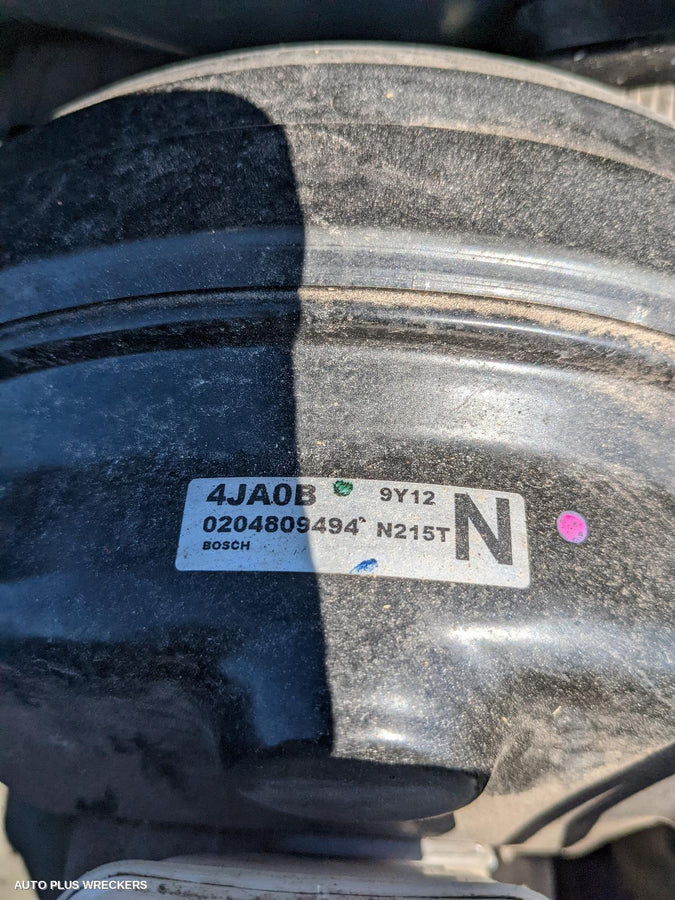 4JA0B 9Y12
0204809494 N215T N
BOSCH
AUTO PLUS WRECKERS